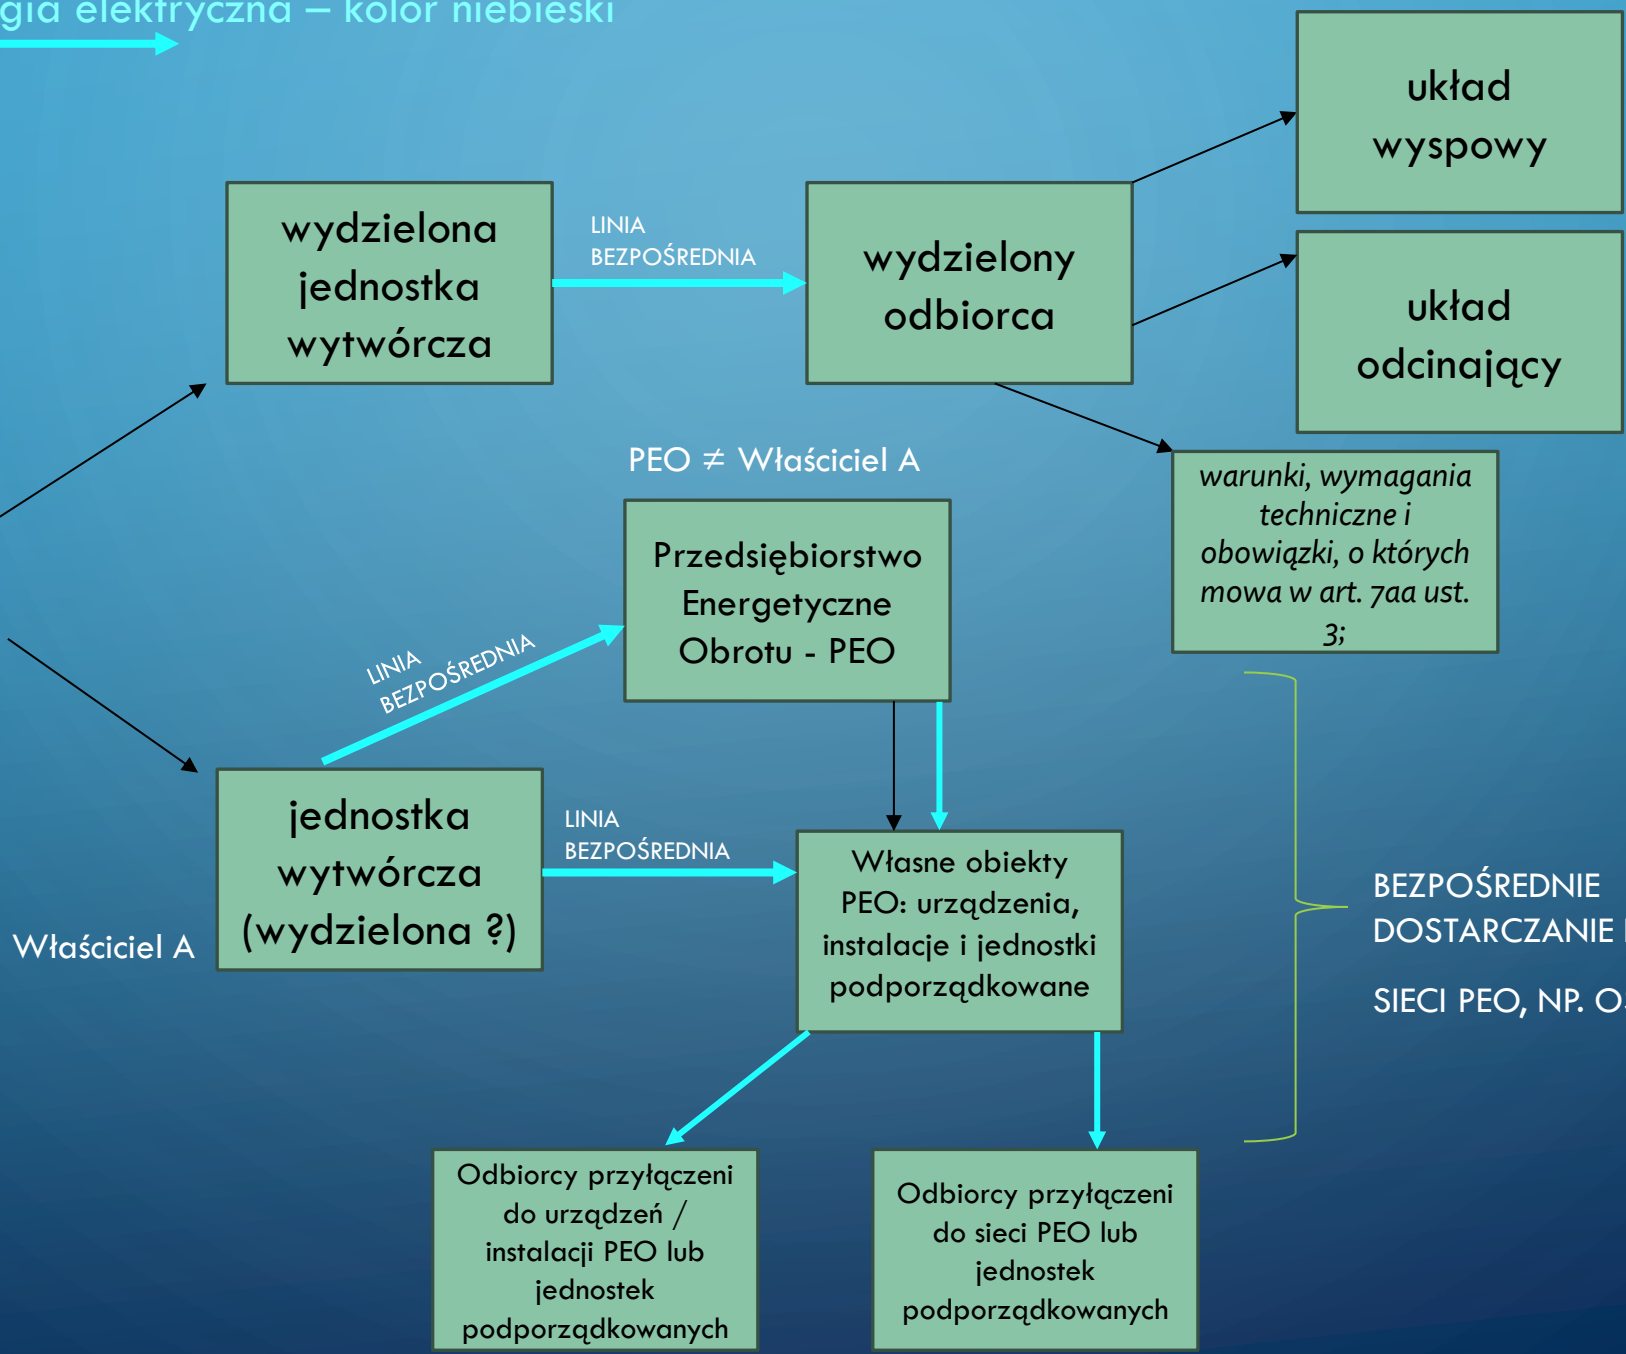 gia elektryczna – kolor niebieski
układ
wyspowy
wydzielona
jednostka
wytwórcza
LINIA
BEZPOŚREDNIA
wydzielony
odbiorca
układ
odcinający
PEO ≠ Właściciel A
warunki, wymagania
techniczne i
obowiązki, o których
mowa w art. 7aa ust.
3;
Przedsiębiorstwo
Energetyczne
Obrotu - PEO
LINIA
BEZPOŚREDNIA
jednostka
wytwórcza
(wydzielona ?)
Właściciel A
LINIA
BEZPOŚREDNIA
Własne obiekty
PEO: urządzenia,
instalacje i jednostki
podporządkowane
BEZPOŚREDNIE
DOSTARCZANIE
SIECI PEO, NP.
Odbiorcy przyłączeni
do urządzeń /
instalacji PEO lub
jednostek
podporządkowanych
Odbiorcy przyłączeni
do sieci PEO lub
jednostek
podporządkowanych